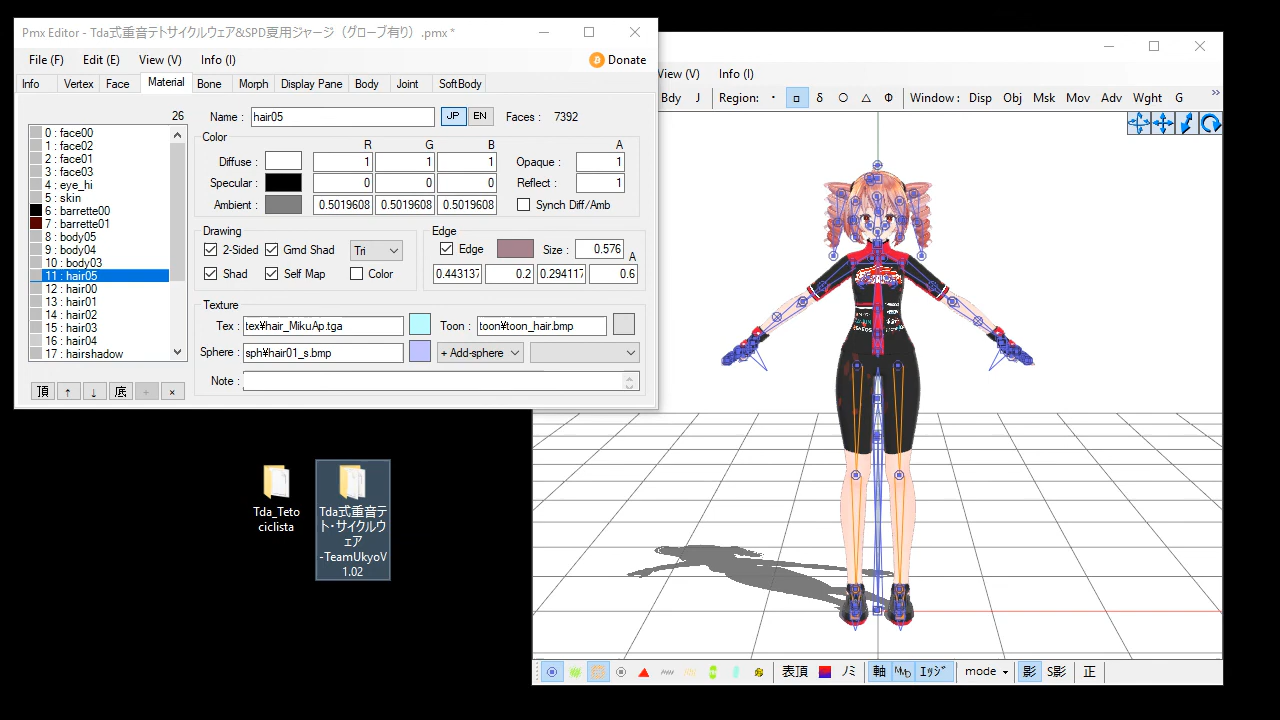 Pmx Editor - Tda式重音テトサイクルウェア&SPD夏用ジャージ（グローブ有り）.pmx *
File (F) Edit (E) View (V) Info (I) Donate
Info Vertex Face Material Bone Morph Display Pane Body Joint SoftBody
26
0 : face00
1 : face02
2 : face01
3 : face03
4 : eye_hi
5 : skin
6 : barrette00
7 : barrette01
8 : body05
9 : body04
10 : body03
11 : hair05
12 : hair00
13 : hair01
14 : hair02
15 : hair03
16 : hair04
17 : hairshadow
頂 ↑ ↓ 底 + ×
Name : hair05 JP EN Faces : 7392
Color
R G B A
Diffuse : 1 1 1 Opaque : 1
Specular : 0 0 0 Reflect : 1
Ambient : 0.5019608 0.5019608 0.5019608 Synch Diff/Amb
Drawing
2-Sided Grnd Shad Tri
Shad Self Map Color
Edge
Edge Size : 0.576
A
0.443137 0.2 0.294117 0.6
Texture
Tex : tex¥hair_MikuAp.tga Toon : toon¥toon_hair.bmp
Sphere : sph¥hair01_s.bmp + Add-sphere
Note :
View (V) Info (I)
Bdy J Region: · □ δ ○ △ Φ Window : Disp Obj Msk Mov Adv Wght G »
Tda_Teto
ciclista
Tda式重音テ
ト・サイクルウ
ェア
-TeamUkyoV
1.02
表頂 ノミ 軸 MMD ｴｯｼﾞ mode 影 S影 正